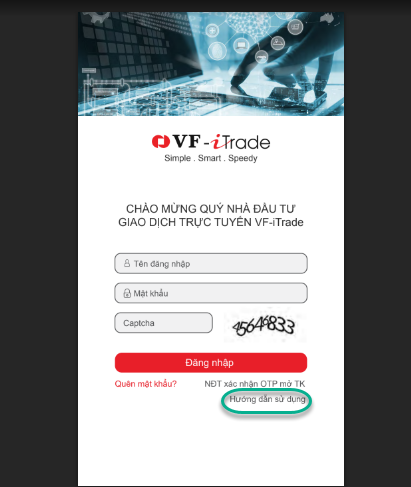 VF-iTrade
Simple . Smart . Speedy
CHÀO MỪNG QUÝ NHÀ ĐẦU TƯ
GIAO DỊCH TRỰC TUYẾN VF-iTrade
Tên đăng nhập
Mật khẩu
Captcha
45646833
Đăng nhập
Quên mật khẩu?
NĐT xác nhận OTP mở TK
Hướng dẫn sử dụng